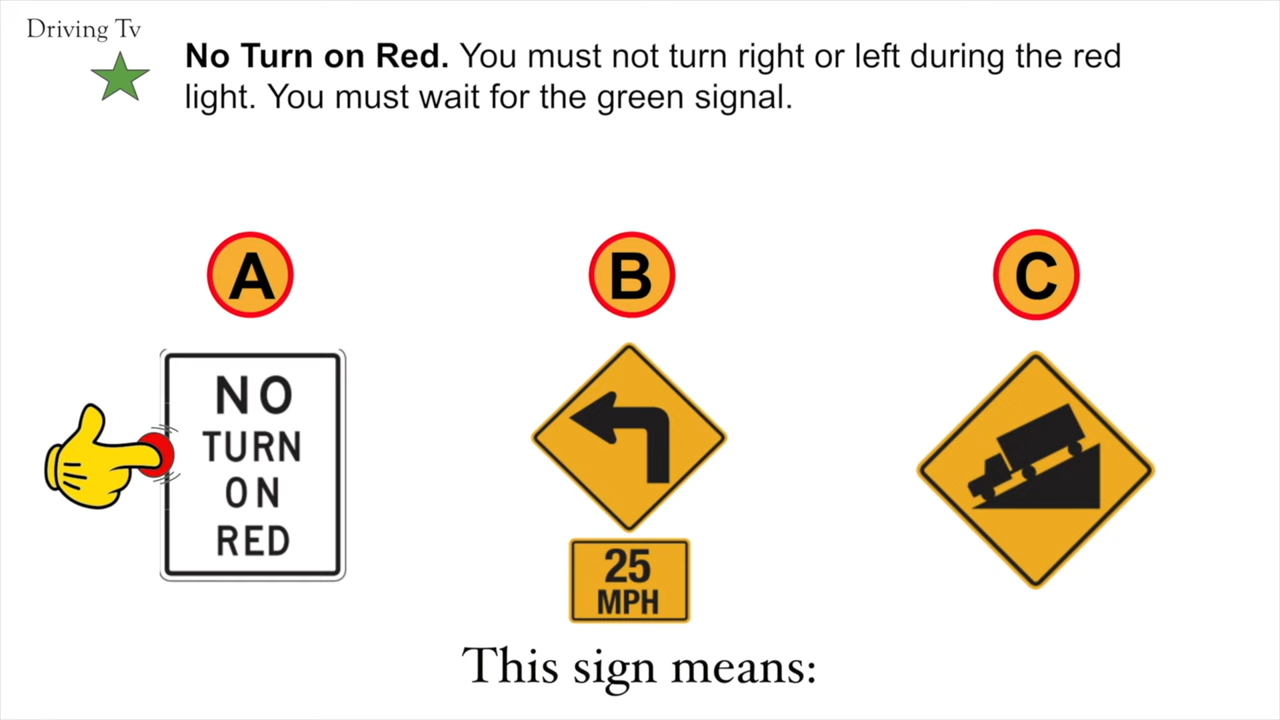 Driving Tv
No Turn on Red. You must not turn right or left during the red
light. You must wait for the green signal.
A
B
C
NO
TURN
ON
RED
25
MPH
This sign means: